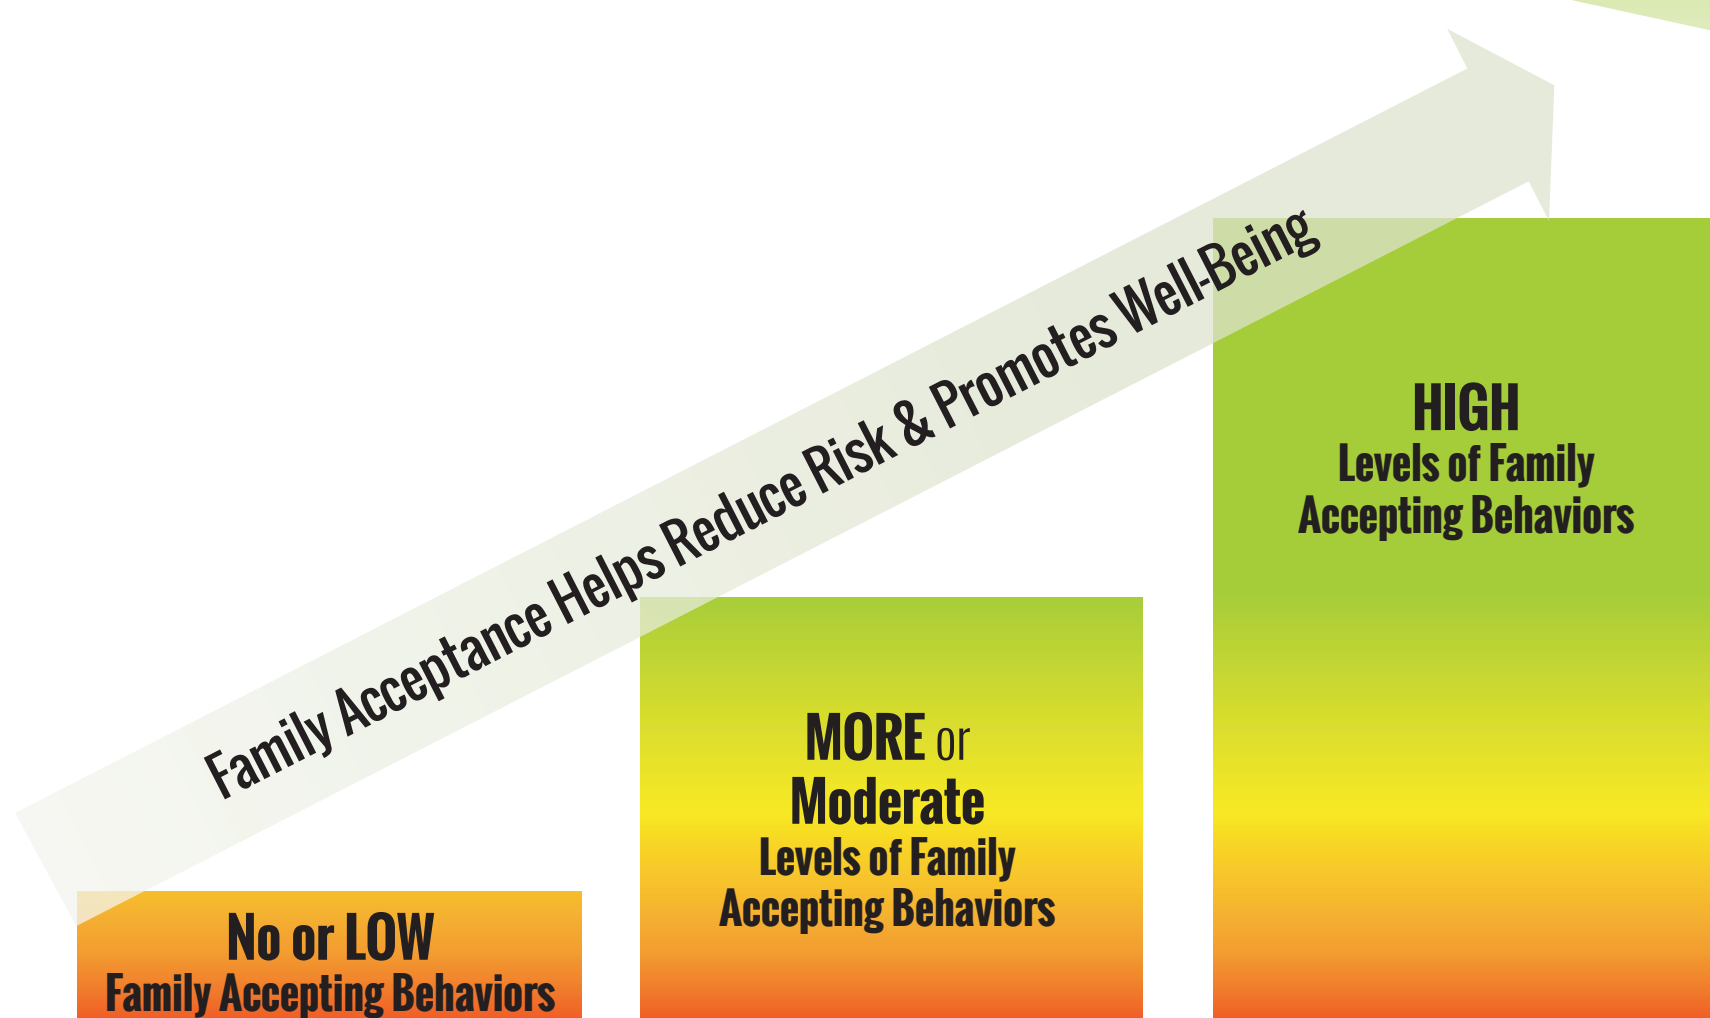 Family Acceptance Helps Reduce Risk & Promotes Well-Being
HIGH
Levels of Family
Accepting Behaviors
MORE or
Moderate
Levels of Family
Accepting Behaviors
No or LOW
Family Accepting Behaviors